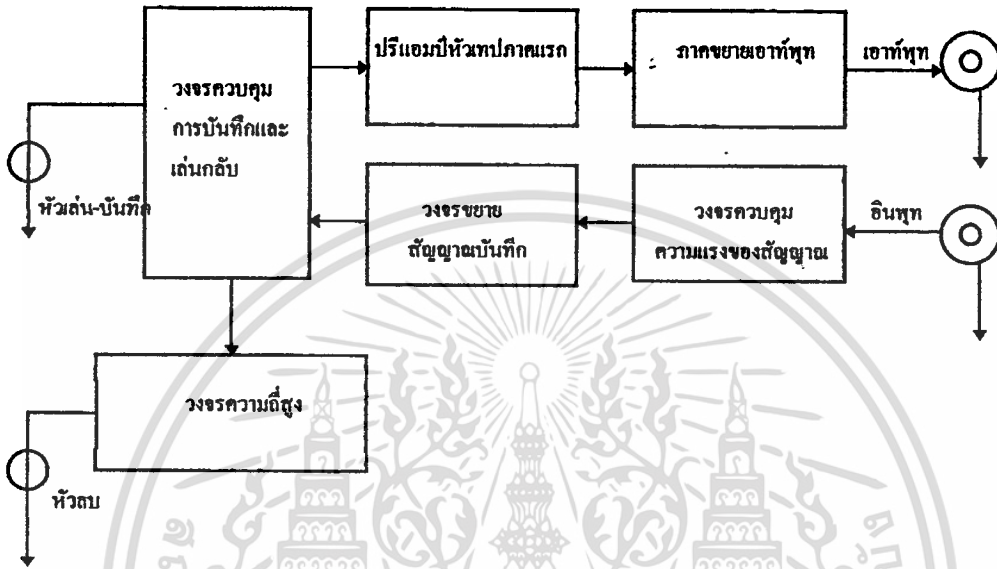 ปรีแอมป์หัวเทปภาคแรก
ภาคขยายเอาท์พุท
เอาท์พุท
วงจรควบคุม
การบันทึกและ
เล่นกลับ
หัวเล่น-บันทึก
วงจรขยาย
สัญญาณบันทึก
วงจรควบคุม
ความแรงของสัญญาณ
อินพุท
วงจรความถี่สูง
หัวลบ